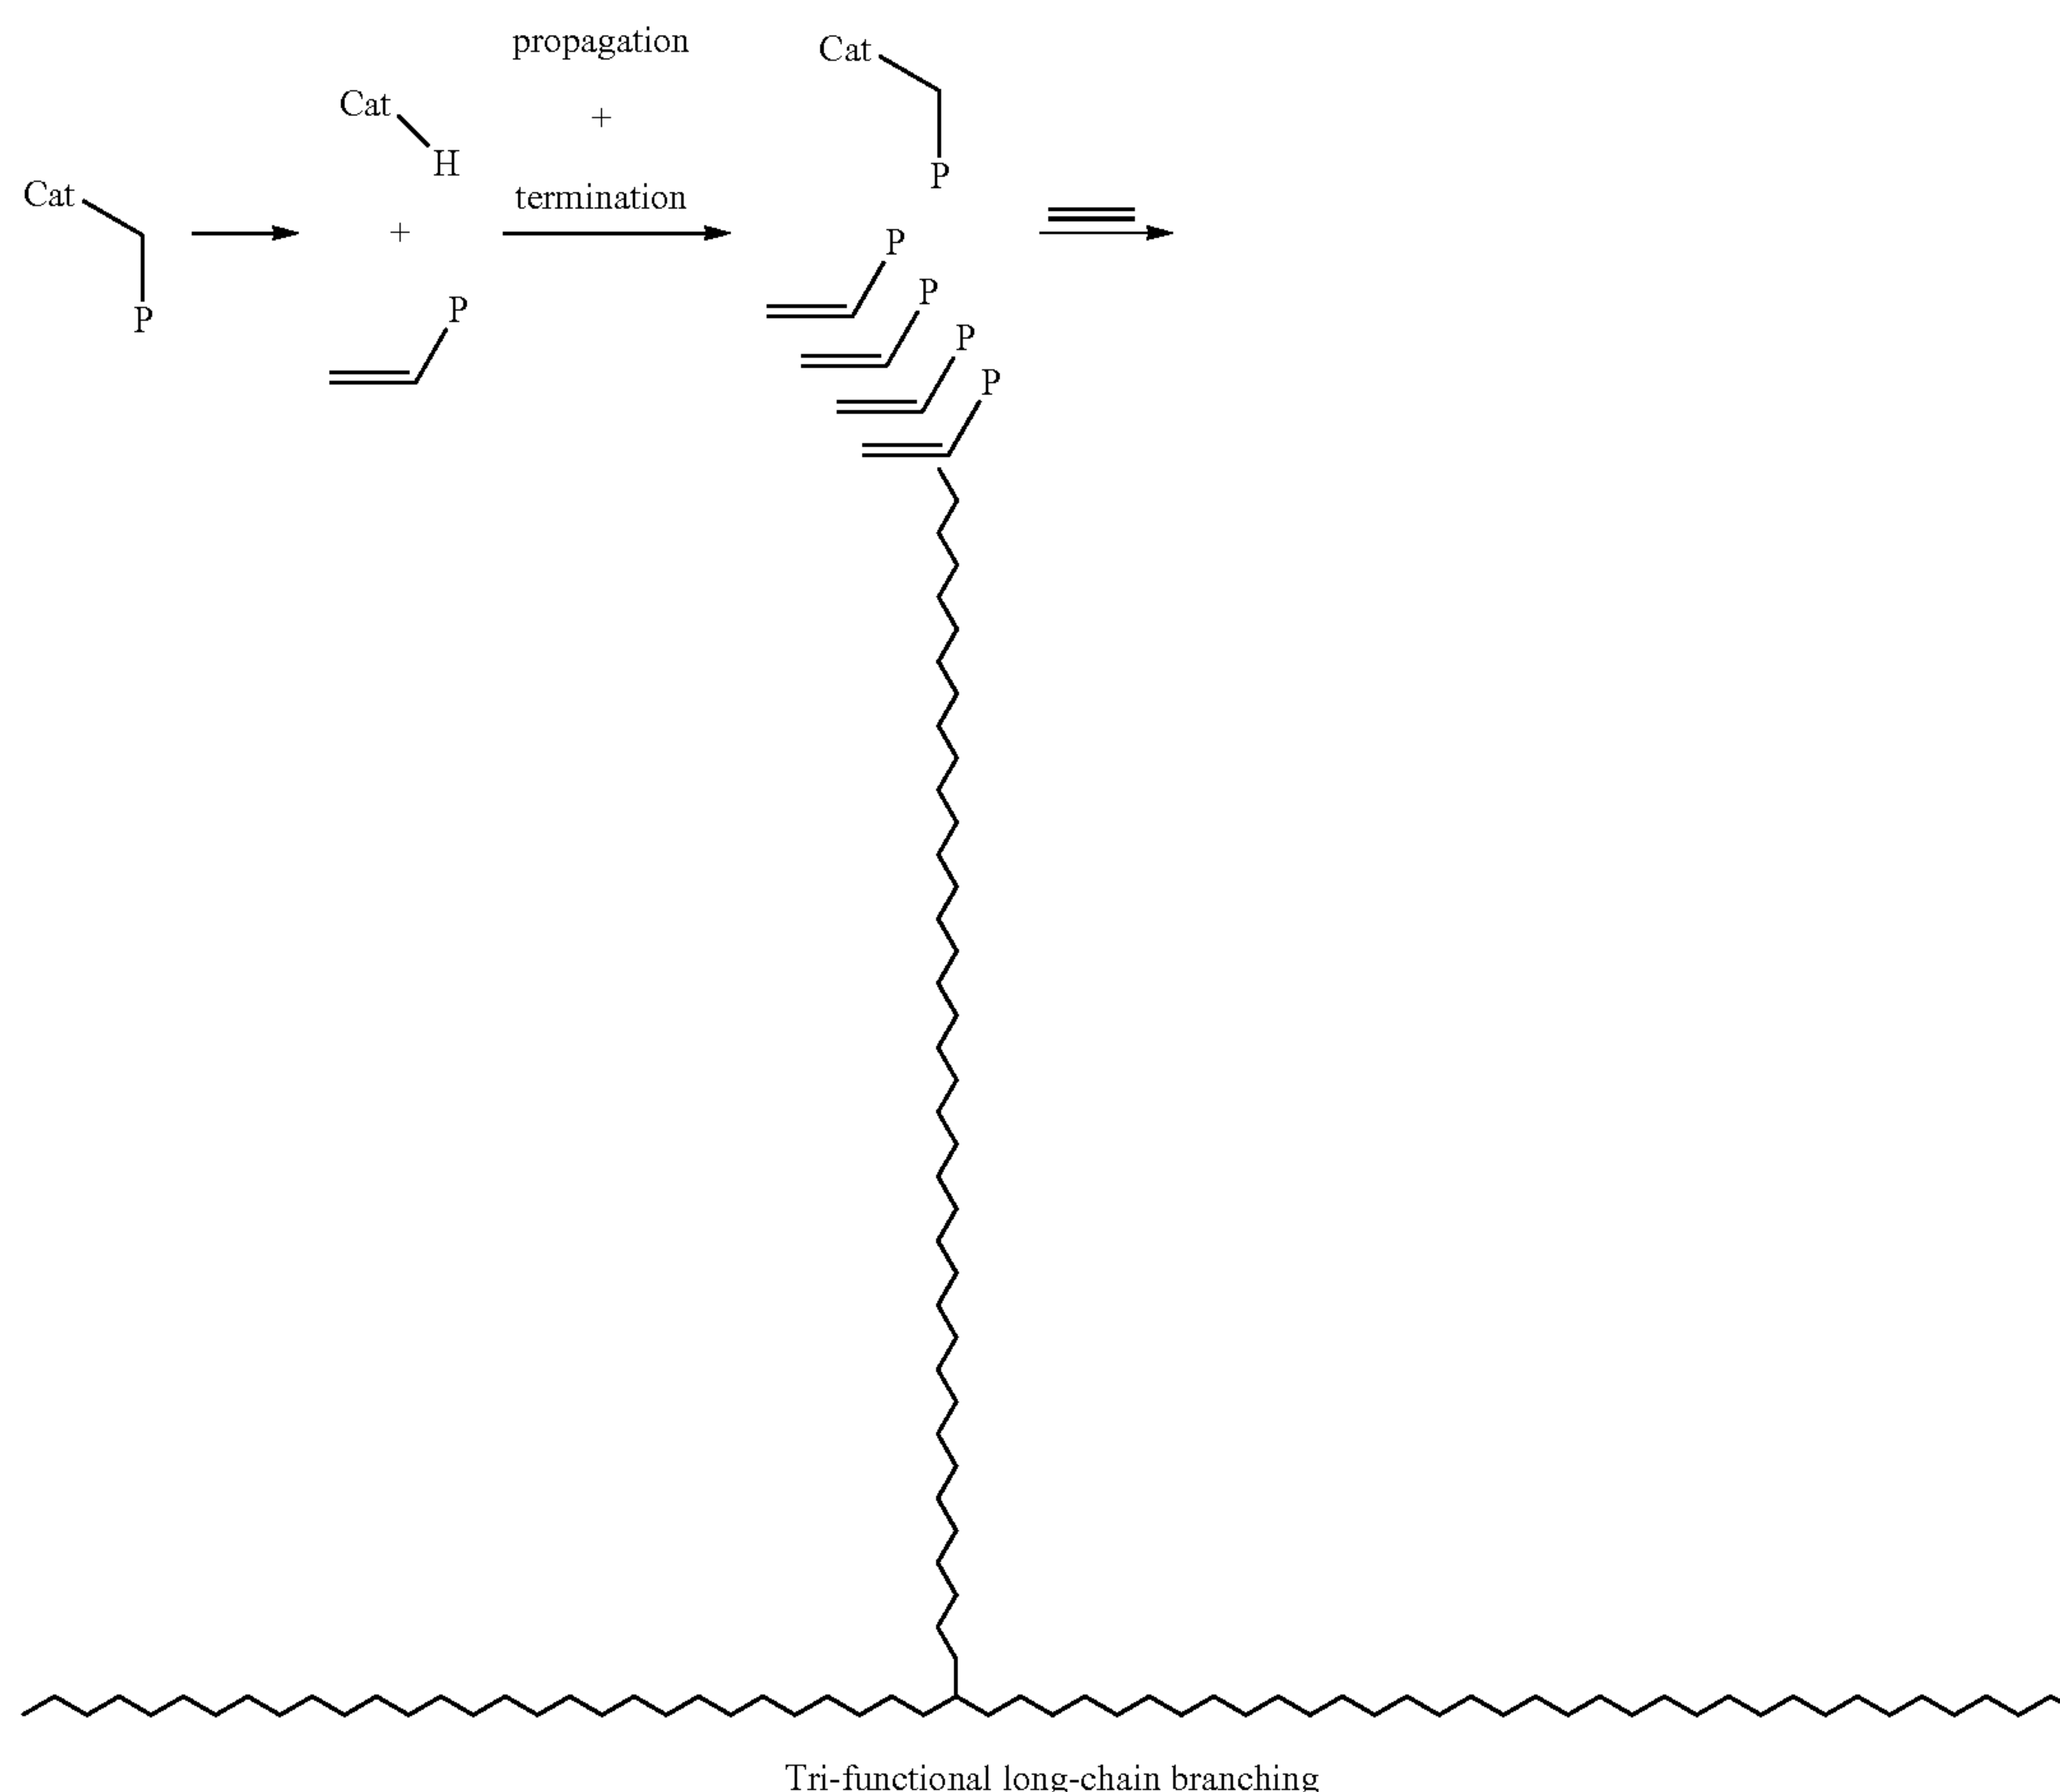 propagation
+
termination
Cat
P
Cat
H
+
P
Cat
P
P
P
P
P
Tri-functional long-chain branching